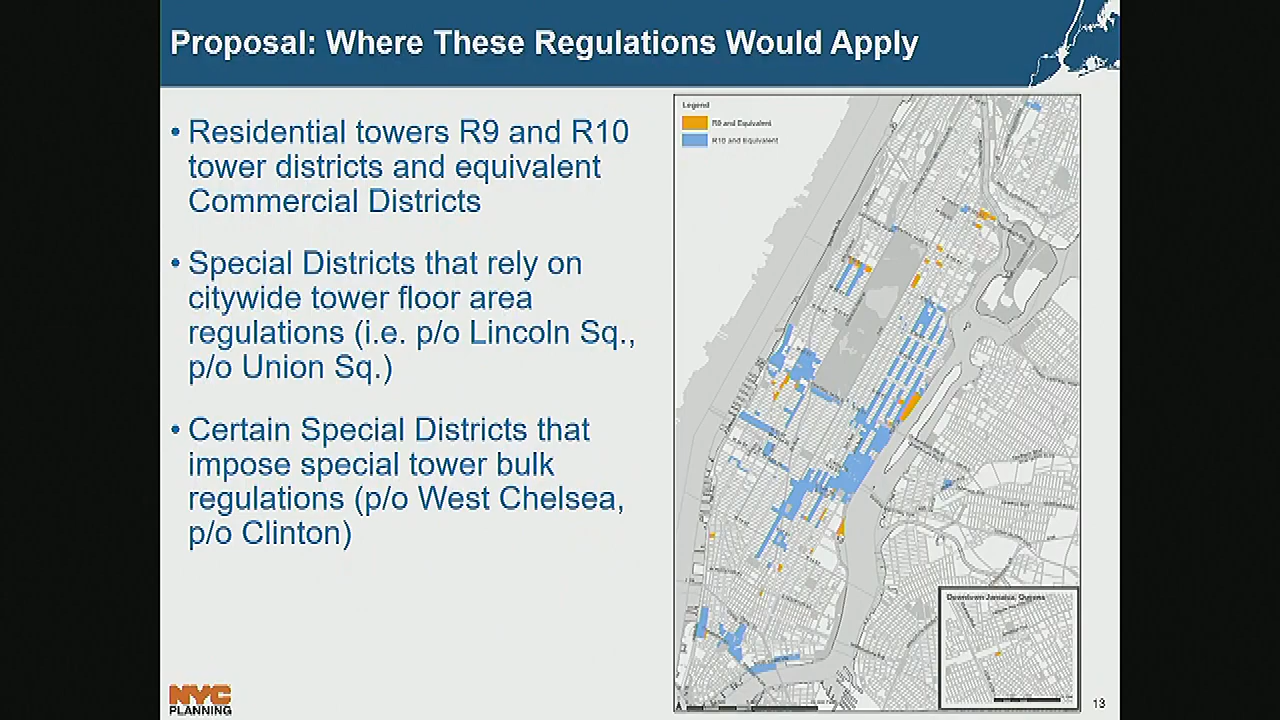 Proposal: Where These Regulations Would Apply
• Residential towers R9 and R10
tower districts and equivalent
Commercial Districts
• Special Districts that rely on
citywide tower floor area
regulations (i.e. p/o Lincoln Sq.,
p/o Union Sq.)
• Certain Special Districts that
impose special tower bulk
regulations (p/o West Chelsea,
p/o Clinton)
Legend
R9 and Equivalent
R10 and Equivalent
Downtown Jamaica, Queens
NYC
PLANNING
13